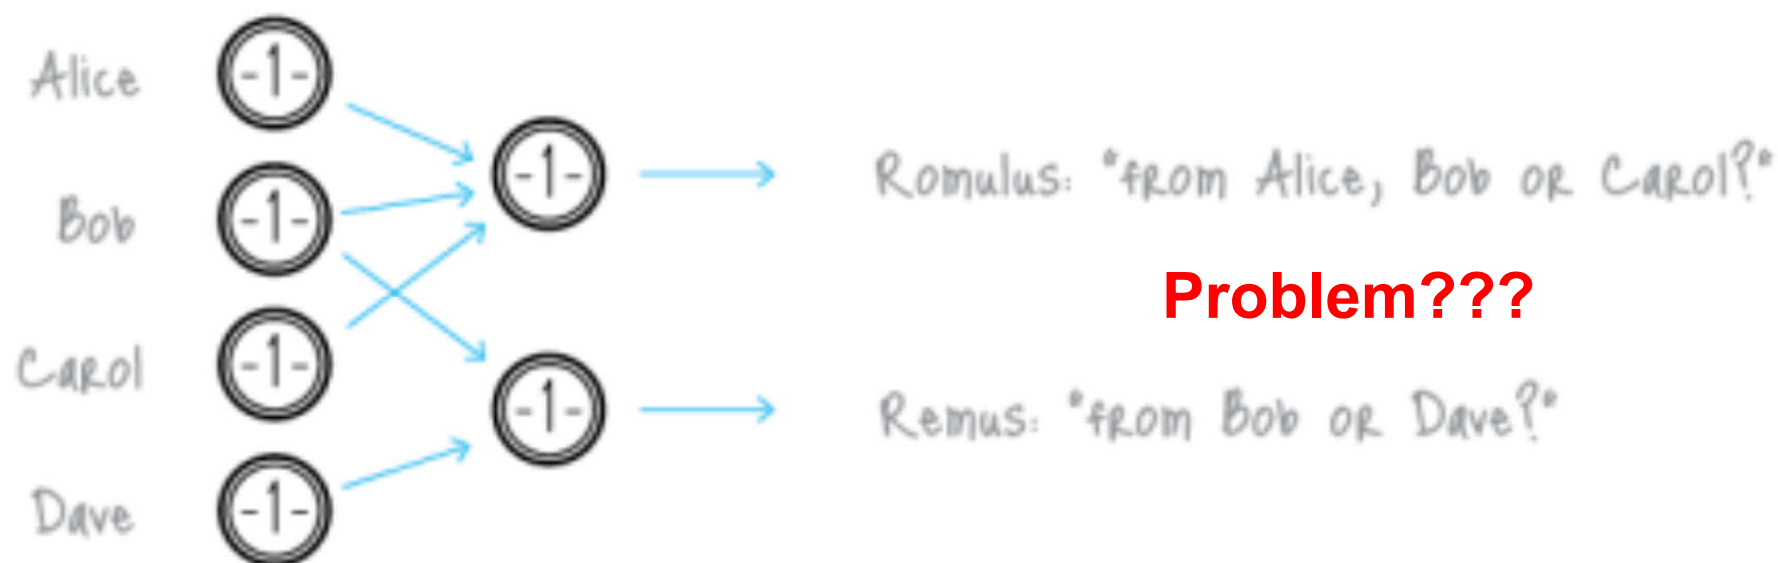 Alice
-1-
-1-
Romulus: "from Alice, Bob or Carol?"
Bob
-1-
Problem???
Carol
-1-
-1-
Remus: "from Bob or Dave?"
Dave
-1-